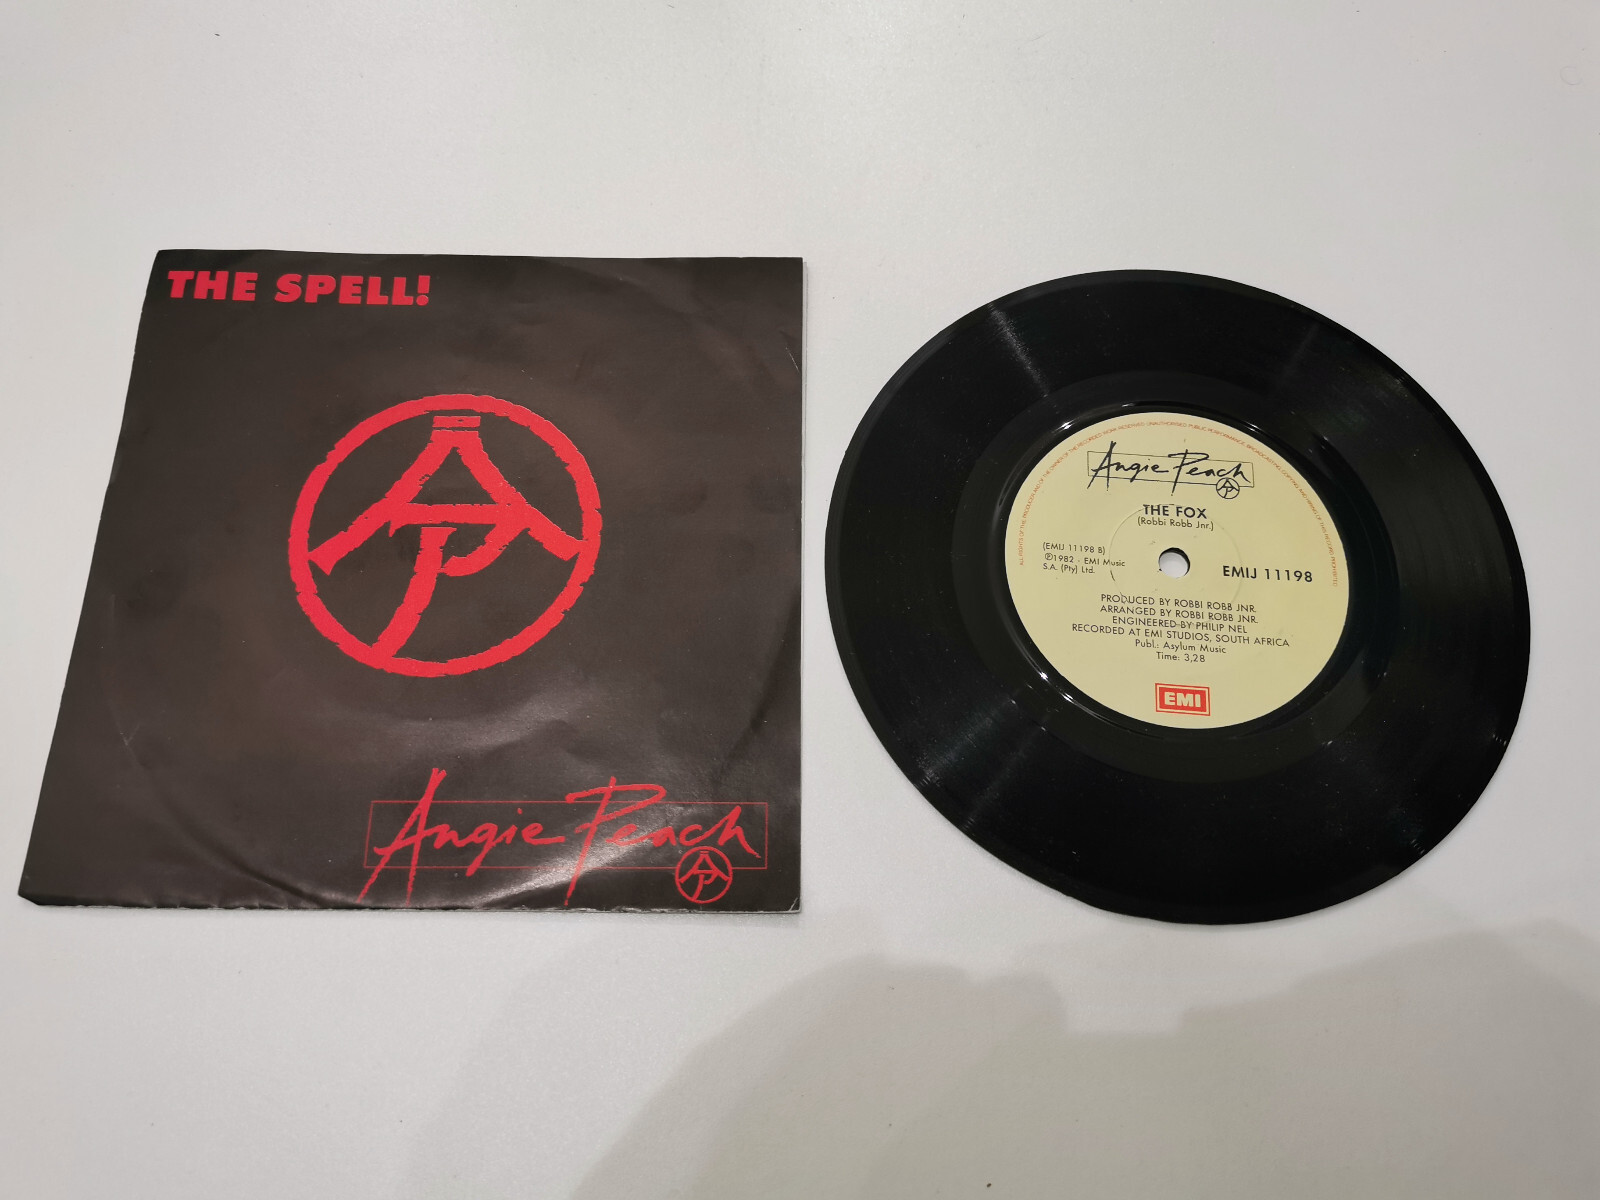 THE SPELL!
Angie Peach
AP
Angie Peach
AP
THE FOX
(Robbi Robb Jnr.)
(EMIJ 11198 B)
℗1982 · EMI Music
S.A. (Pty) Ltd.
EMIJ 11198
PRODUCED BY ROBBI ROBB JNR.
ARRANGED BY ROBBI ROBB JNR.
ENGINEERED BY PHILIP NEL
RECORDED AT EMI STUDIOS, SOUTH AFRICA
Publ.: Asylum Music
Time: 3,28
EMI